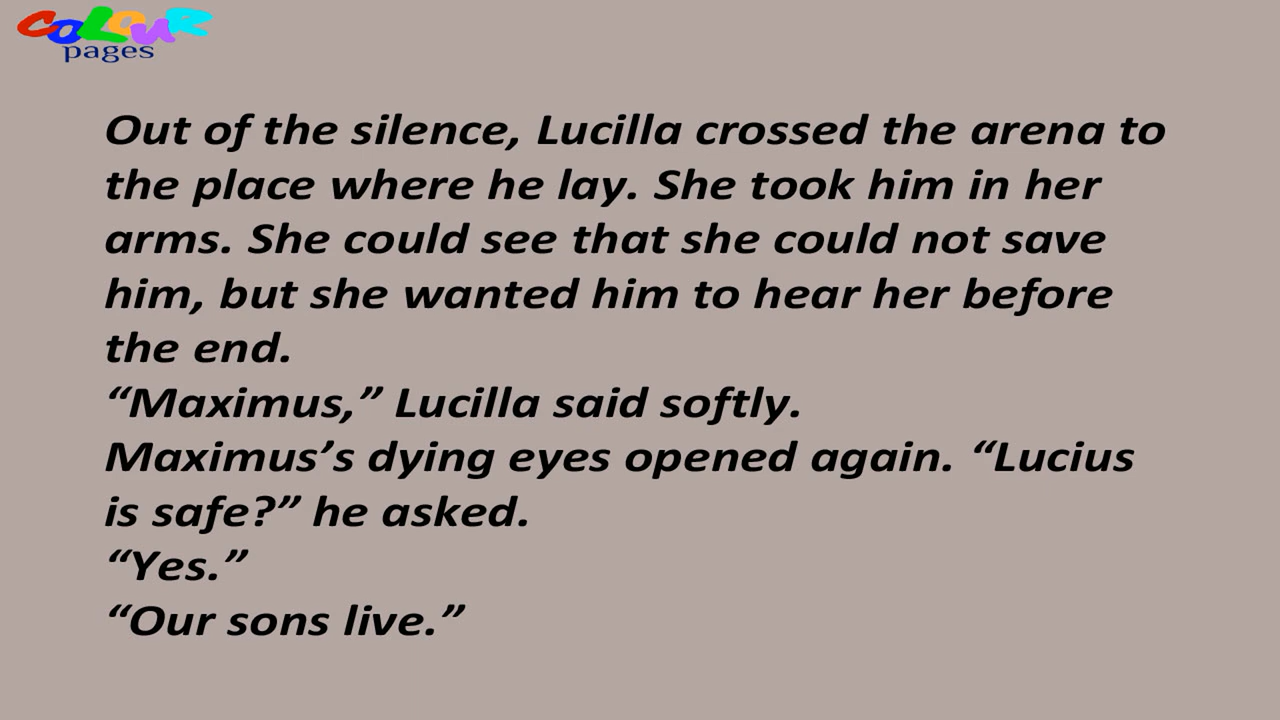 COLOUR
pages
Out of the silence, Lucilla crossed the arena to
the place where he lay. She took him in her
arms. She could see that she could not save
him, but she wanted him to hear her before
the end.
“Maximus,” Lucilla said softly.
Maximus’s dying eyes opened again. “Lucius
is safe?” he asked.
“Yes.”
“Our sons live.”